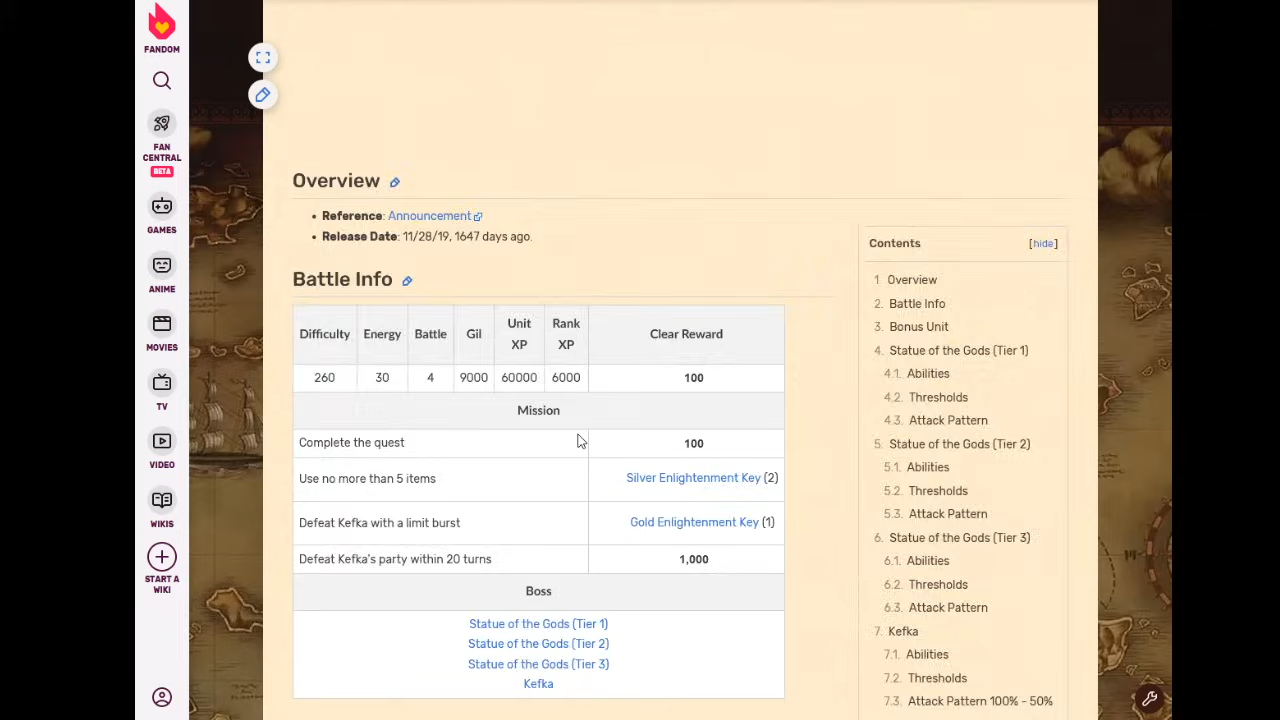 FANDOM
FAN
CENTRAL
BETA
GAMES
ANIME
MOVIES
TV
VIDEO
WIKIS
START A
WIKI
Overview
Reference: Announcement
Release Date: 11/28/19, 1647 days ago.
Battle Info
Difficulty Energy Battle Gil Unit XP Rank XP Clear Reward
260 30 4 9000 60000 6000 100
Mission
Complete the quest 100
Use no more than 5 items Silver Enlightenment Key (2)
Defeat Kefka with a limit burst Gold Enlightenment Key (1)
Defeat Kefka's party within 20 turns 1,000
Boss
Statue of the Gods (Tier 1)
Statue of the Gods (Tier 2)
Statue of the Gods (Tier 3)
Kefka
Contents [hide]
1 Overview
2. Battle Info
3. Bonus Unit
4. Statue of the Gods (Tier 1)
4.1. Abilities
4.2. Thresholds
4.3. Attack Pattern
5. Statue of the Gods (Tier 2)
5.1. Abilities
5.2. Thresholds
5.3. Attack Pattern
6. Statue of the Gods (Tier 3)
6.1. Abilities
6.2. Thresholds
6.3. Attack Pattern
7. Kefka
7.1. Abilities
7.2. Thresholds
7.3. Attack Pattern 100% - 50%